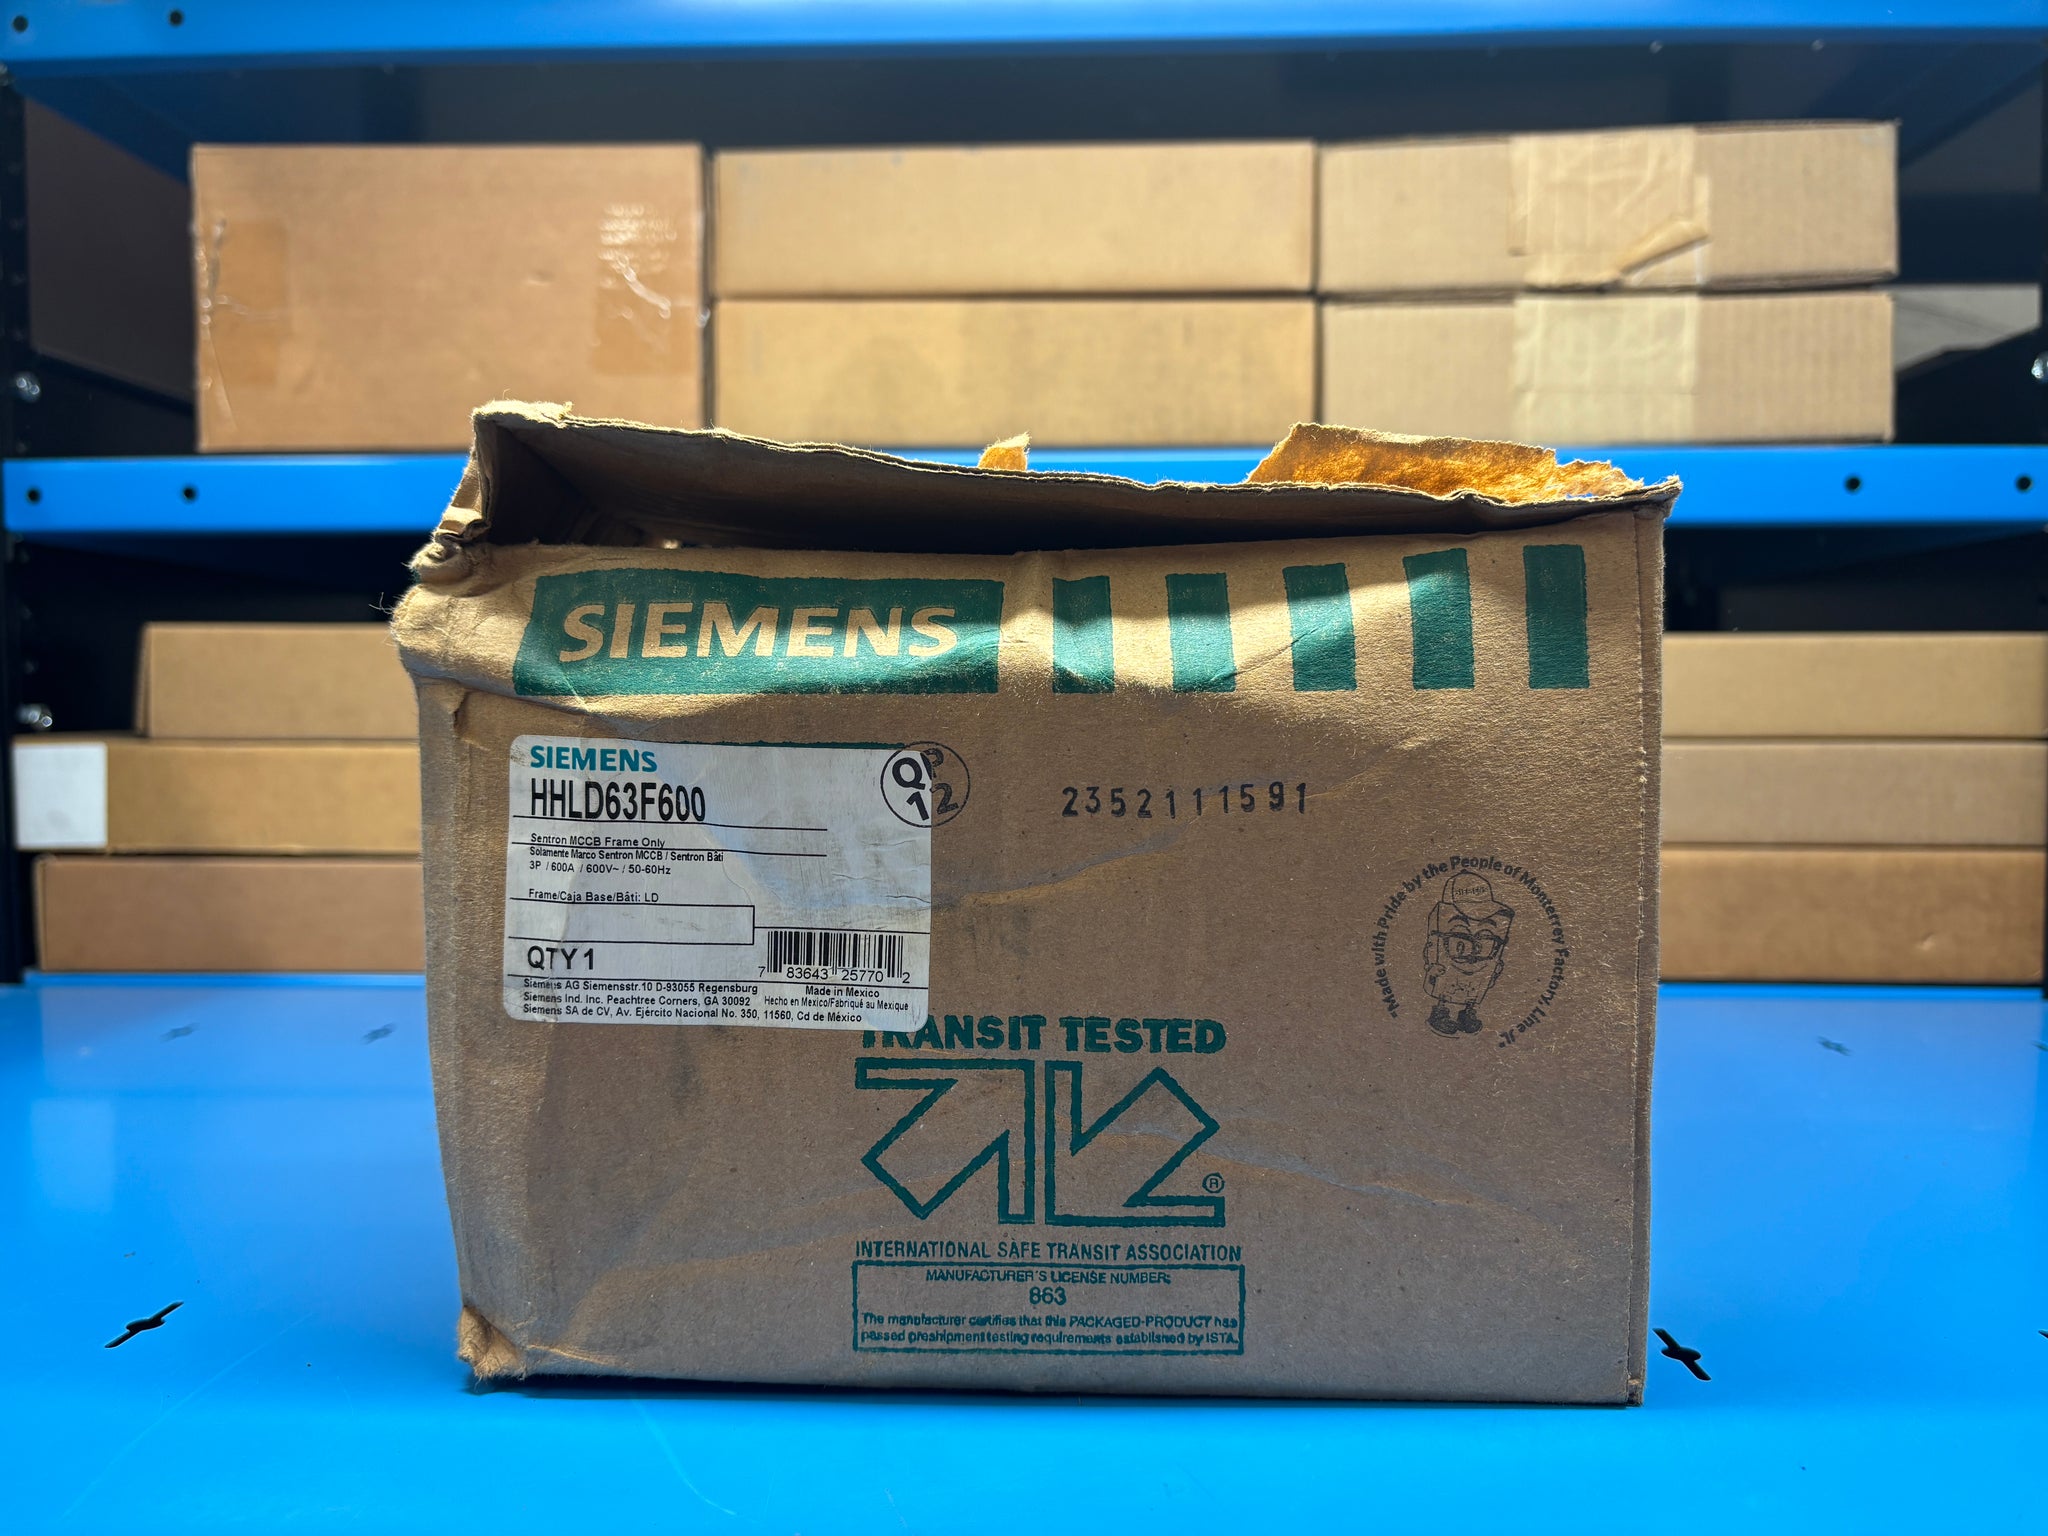 SIEMENS
SIEMENS
HHLD63F600
Sentron MCCB Frame Only
Solamente Marco Sentron MCCB / Sentron Bâti
3P / 600A / 600V~ / 50-60Hz
Frame/Caja Base/Bâti: LD
QTY 1
7 83643 25770 2
Made in Mexico
Hecho en Mexico/Fabriqué au Mexique
Siemens AG Siemensstr.10 D-93055 Regensburg
Siemens Ind. Inc. Peachtree Corners, GA 30092
Siemens SA de CV, Av. Ejército Nacional No. 350, 11560, Cd de México
QP
12
2352111591
"Made with Pride by the People of Monterrey Factory, Line JL"
SIEMENS
TRANSIT TESTED
®
INTERNATIONAL SAFE TRANSIT ASSOCIATION
MANUFACTURER'S LICENSE NUMBER:
863
The manufacturer certifies that this PACKAGED-PRODUCT has
passed preshipment testing requirements established by ISTA.